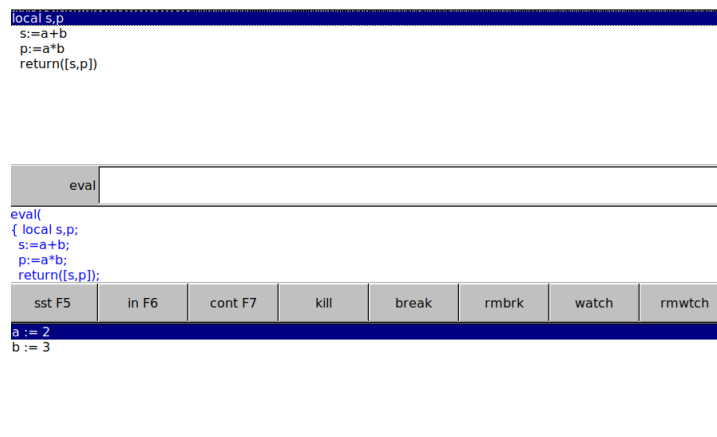 local s,p
s:=a+b
p:=a*b
return([s,p])
eval
eval(
{ local s,p;
s:=a+b;
p:=a*b;
return([s,p]);
sst F5 in F6 cont F7 kill break rmbrk watch rmwtch
a := 2
b := 3